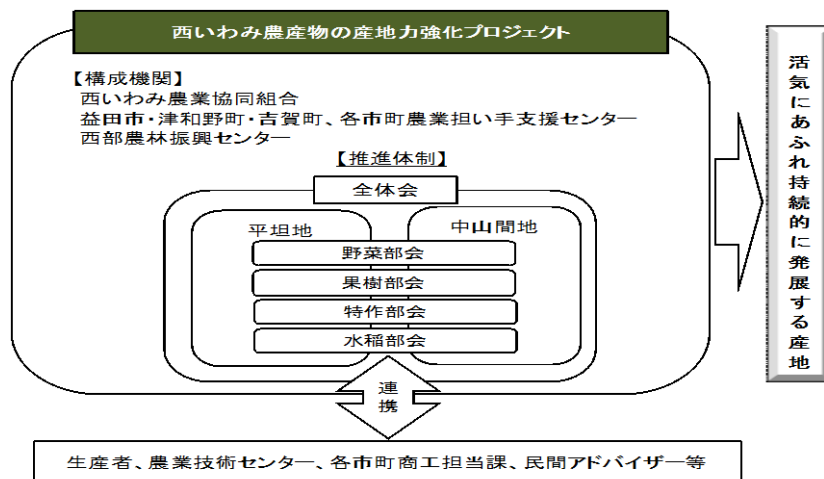 西いわみ農産物の産地力強化プロジェクト
【構成機関】
西いわみ農業協同組合
益田市・津和野町・吉賀町、各市町農業担い手支援センター
西部農林振興センター
【推進体制】
全体会
平坦地
中山間地
野菜部会
果樹部会
特作部会
水稲部会
連携
生産者、農業技術センター、各市町商工担当課、民間アドバイザー等
活気にあふれ持続的に発展する産地